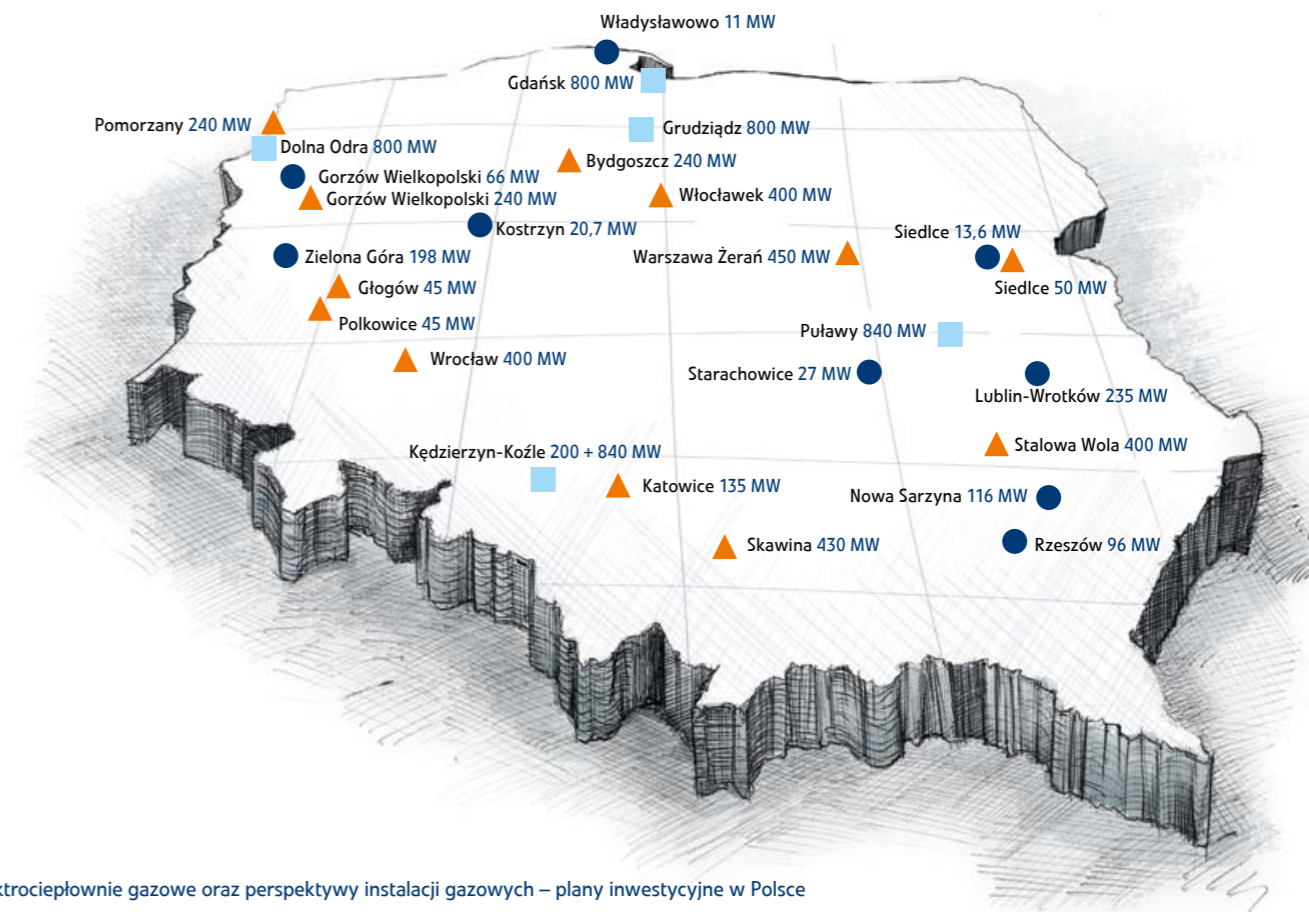 Władysławowo 11 MW
Gdańsk 800 MW
Pomorzany 240 MW
Grudziądz 800 MW
Dolna Odra 800 MW
Bydgoszcz 240 MW
Gorzów Wielkopolski 66 MW
Gorzów Wielkopolski 240 MW
Włocławek 400 MW
Kostrzyn 20,7 MW
Siedlce 13,6 MW
Zielona Góra 198 MW
Warszawa Żerań 450 MW
Głogów 45 MW
Siedlce 50 MW
Polkowice 45 MW
Puławy 840 MW
Wrocław 400 MW
Starachowice 27 MW
Lublin-Wrotków 235 MW
Stalowa Wola 400 MW
Kędzierzyn-Koźle 200 + 840 MW
Katowice 135 MW
Nowa Sarzyna 116 MW
Skawina 430 MW
Rzeszów 96 MW
ktrociepłownie gazowe oraz perspektywy instalacji gazowych – plany inwestycyjne w Polsce